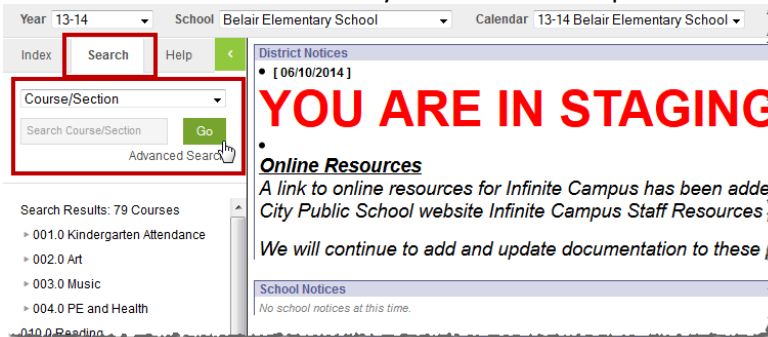 Year 13-14 School Belair Elementary School Calendar 13-14 Belair Elementary School
Index Search Help <
Course/Section
Search Course/Section Go
Advanced Search
Search Results: 79 Courses
001.0 Kindergarten Attendance
002.0 Art
003.0 Music
004.0 PE and Health
010.0 Reading
District Notices
• [ 06/10/2014 ]
YOU ARE IN STAGING
•
Online Resources
A link to online resources for Infinite Campus has been adde
City Public School website Infinite Campus Staff Resources
We will continue to add and update documentation to these
School Notices
No school notices at this time.